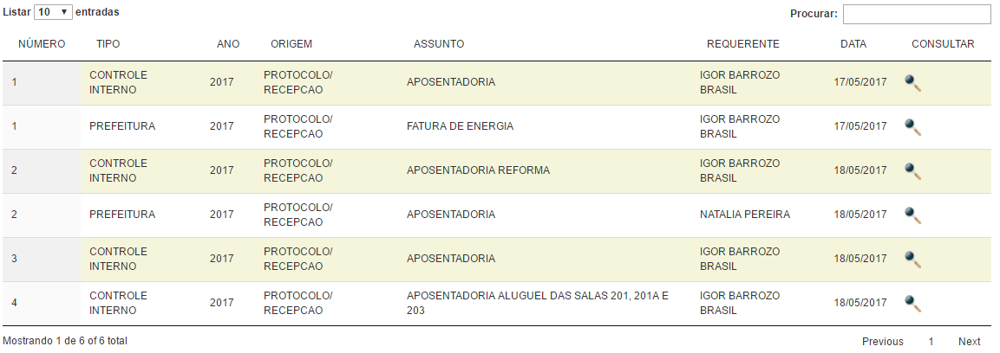 Listar 10 entradas Procurar:
NÚMERO TIPO ANO ORIGEM ASSUNTO REQUERENTE DATA CONSULTAR
1 CONTROLE INTERNO 2017 PROTOCOLO/ RECEPCAO APOSENTADORIA IGOR BARROZO BRASIL 17/05/2017
1 PREFEITURA 2017 PROTOCOLO/ RECEPCAO FATURA DE ENERGIA IGOR BARROZO BRASIL 17/05/2017
2 CONTROLE INTERNO 2017 PROTOCOLO/ RECEPCAO APOSENTADORIA REFORMA IGOR BARROZO BRASIL 18/05/2017
2 PREFEITURA 2017 PROTOCOLO/ RECEPCAO APOSENTADORIA NATALIA PEREIRA 18/05/2017
3 CONTROLE INTERNO 2017 PROTOCOLO/ RECEPCAO APOSENTADORIA IGOR BARROZO BRASIL 18/05/2017
4 CONTROLE INTERNO 2017 PROTOCOLO/ RECEPCAO APOSENTADORIA ALUGUEL DAS SALAS 201, 201A E 203 IGOR BARROZO BRASIL 18/05/2017
Mostrando 1 de 6 of 6 total Previous 1 Next